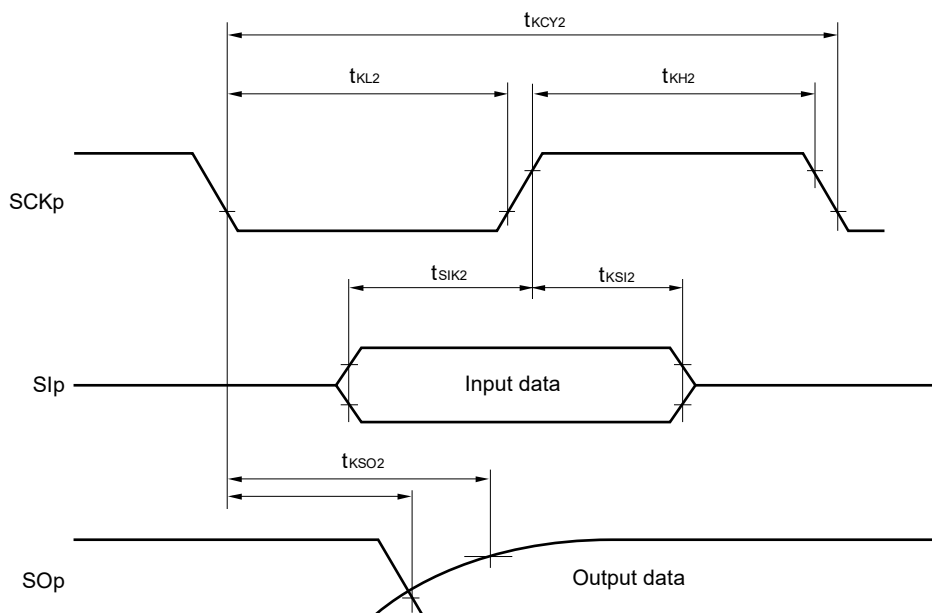 tKCY2
tKL2
tKH2
SCKp
tSIK2
tKSI2
SIp
Input data
tKSO2
SOp
Output data